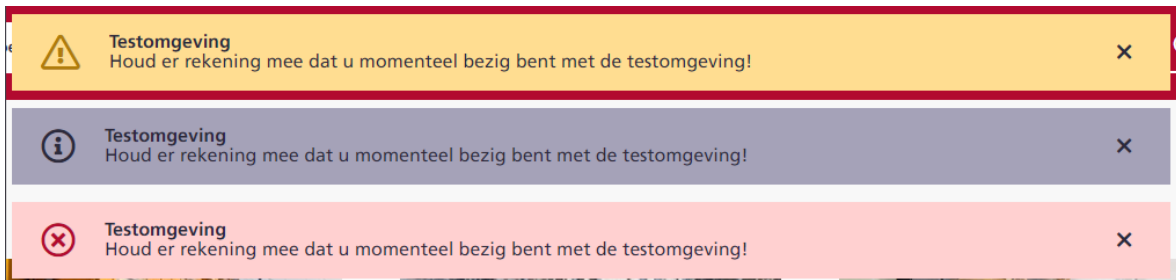 Testomgeving
Houd er rekening mee dat u momenteel bezig bent met de testomgeving!
Testomgeving
Houd er rekening mee dat u momenteel bezig bent met de testomgeving!
Testomgeving
Houd er rekening mee dat u momenteel bezig bent met de testomgeving!